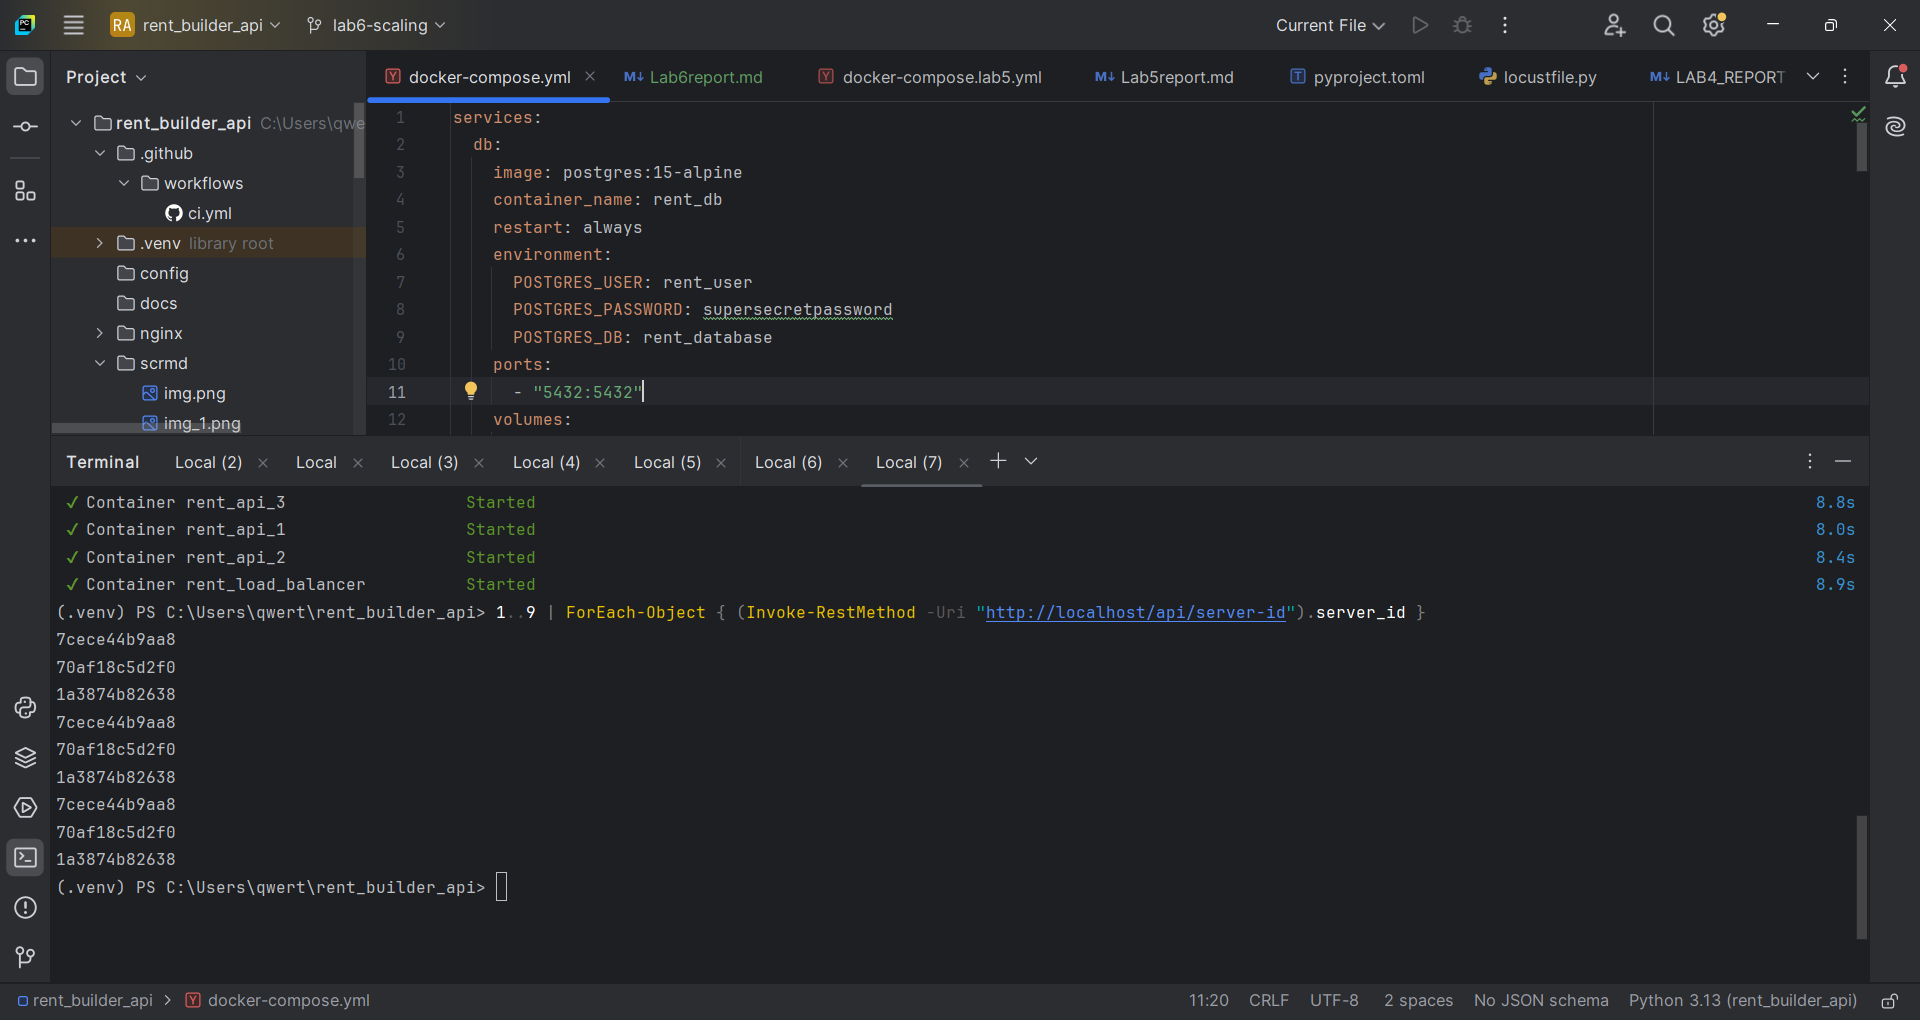 RA rent_builder_api lab6-scaling Current File
Project
docker-compose.yml Lab6report.md docker-compose.lab5.yml Lab5report.md pyproject.toml locustfile.py LAB4_REPORT
rent_builder_api C:\Users\qwe
.github
workflows
ci.yml
.venv library root
config
docs
nginx
scrmd
img.png
img_1.png
1 services:
2 db:
3 image: postgres:15-alpine
4 container_name: rent_db
5 restart: always
6 environment:
7 POSTGRES_USER: rent_user
8 POSTGRES_PASSWORD: supersecretpassword
9 POSTGRES_DB: rent_database
10 ports:
11 - "5432:5432"
12 volumes:
Terminal Local (2) Local Local (3) Local (4) Local (5) Local (6) Local (7)
✓ Container rent_api_3 Started 8.8s
✓ Container rent_api_1 Started 8.0s
✓ Container rent_api_2 Started 8.4s
✓ Container rent_load_balancer Started 8.9s
(.venv) PS C:\Users\qwert\rent_builder_api> 1..9 | ForEach-Object { (Invoke-RestMethod -Uri "http://localhost/api/server-id").server_id }
7cece44b9aa8
70af18c5d2f0
1a3874b82638
7cece44b9aa8
70af18c5d2f0
1a3874b82638
7cece44b9aa8
70af18c5d2f0
1a3874b82638
(.venv) PS C:\Users\qwert\rent_builder_api>
rent_builder_api > docker-compose.yml 11:20 CRLF UTF-8 2 spaces No JSON schema Python 3.13 (rent_builder_api)